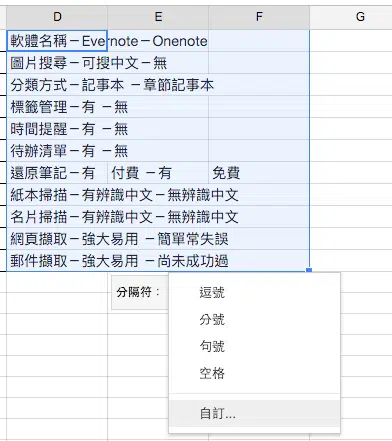 D E F G
軟體名稱－Evernote－Onenote
圖片搜尋－可搜中文－無
分類方式－記事本 －章節記事本
標籤管理－有 －無
時間提醒－有 －無
待辦清單－有 －無
還原筆記－有 付費 －有 免費
紙本掃描－有辨識中文－無辨識中文
名片掃描－有辨識中文－無辨識中文
網頁擷取－強大易用 －簡單常失誤
郵件擷取－強大易用 －尚未成功過
分隔符：
逗號
分號
句號
空格
自訂...